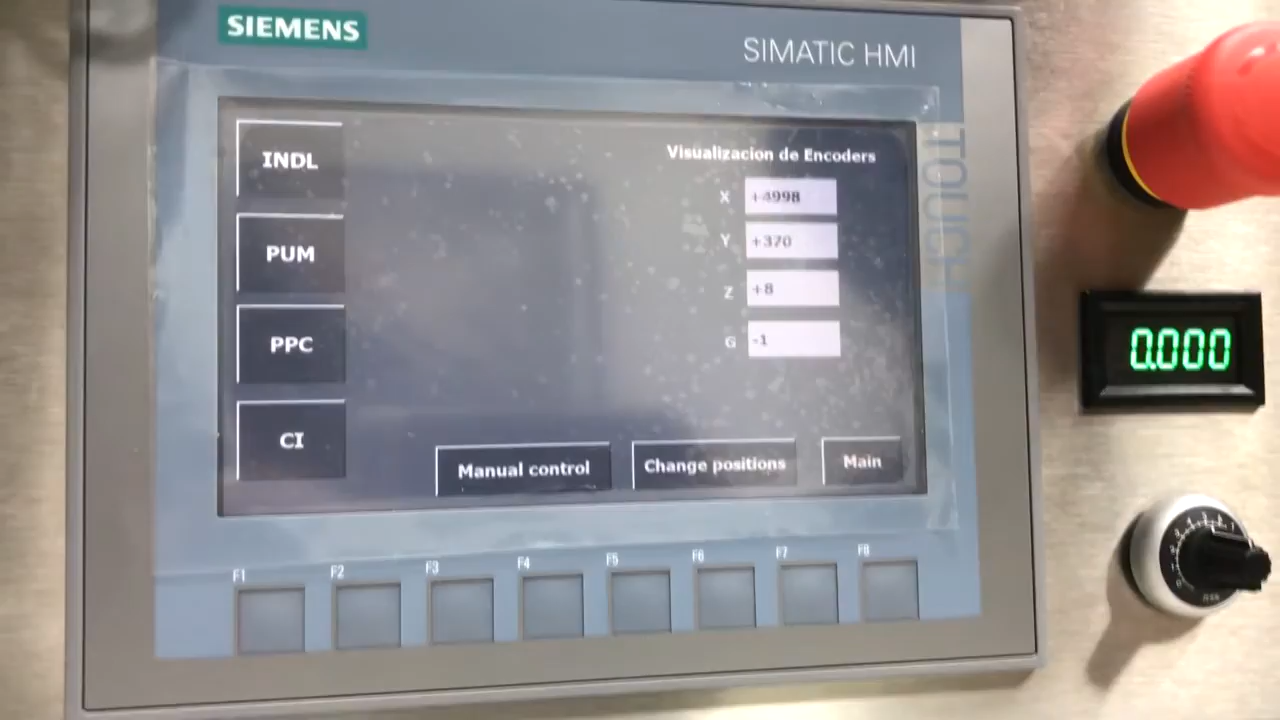 SIEMENS
SIMATIC HMI
TOUCH
INDL
PUM
PPC
CI
Visualizacion de Encoders
X +4998
Y +370
Z +8
G -1
Manual control
Change positions
Main
F1 F2 F3 F4 F5 F6 F7 F8
0.000